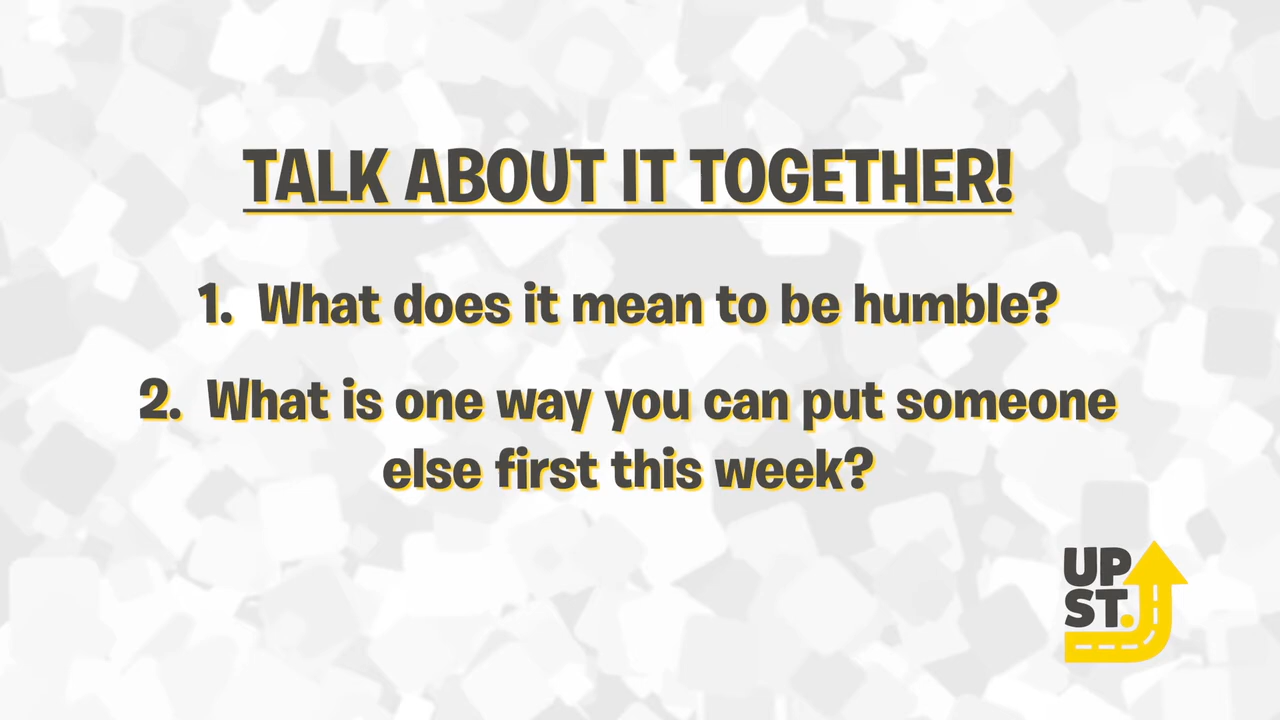 TALK ABOUT IT TOGETHER!
1. What does it mean to be humble?
2. What is one way you can put someone
else first this week?
UP
ST.